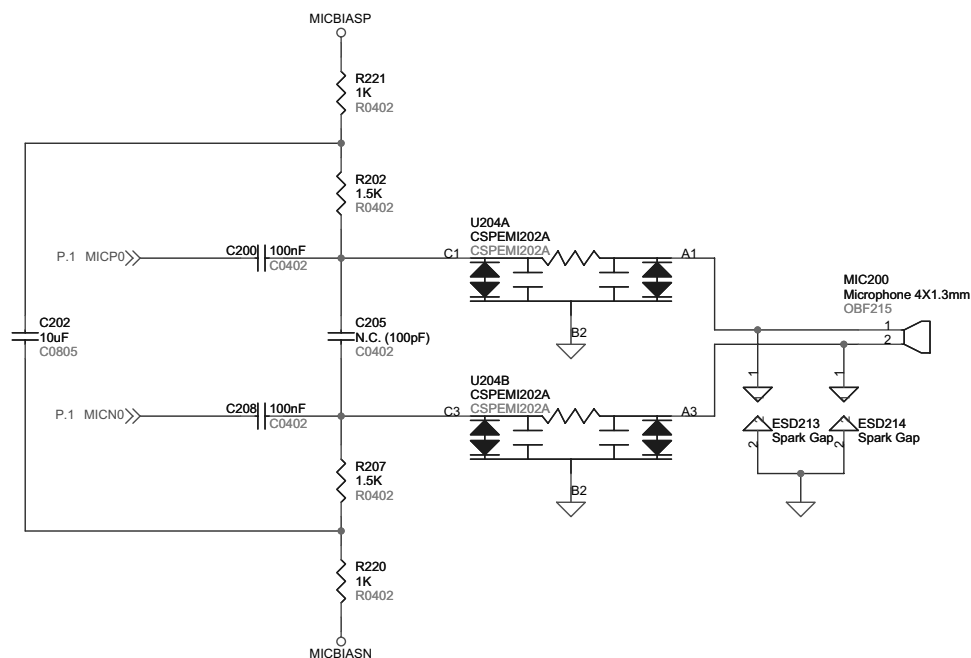 MICBIASP
R221
1K
R0402
R202
1.5K
R0402
P.1 MICP0
C200
100nF
C0402
C1
U204A
CSPEMI202A
CSPEMI202A
A1
B2
MIC200
Microphone 4X1.3mm
OBF215
1
2
C202
10uF
C0805
C205
N.C. (100pF)
C0402
P.1 MICN0
C208
100nF
C0402
C3
U204B
CSPEMI202A
CSPEMI202A
A3
B2
1
1
2
ESD213
Spark Gap
2
ESD214
Spark Gap
R207
1.5K
R0402
R220
1K
R0402
MICBIASN